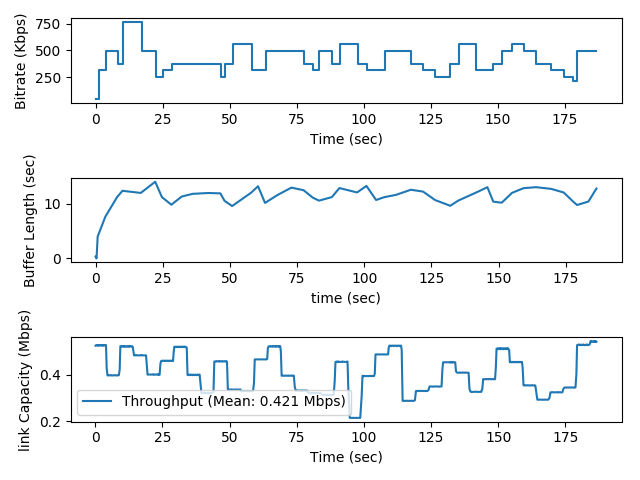 Bitrate (Kbps)
750
500
250
0 25 50 75 100 125 150 175
Time (sec)
Buffer Length (sec)
10
0
0 25 50 75 100 125 150 175
time (sec)
link Capacity (Mbps)
0.4
0.2
Throughput (Mean: 0.421 Mbps)
0 25 50 75 100 125 150 175
Time (sec)